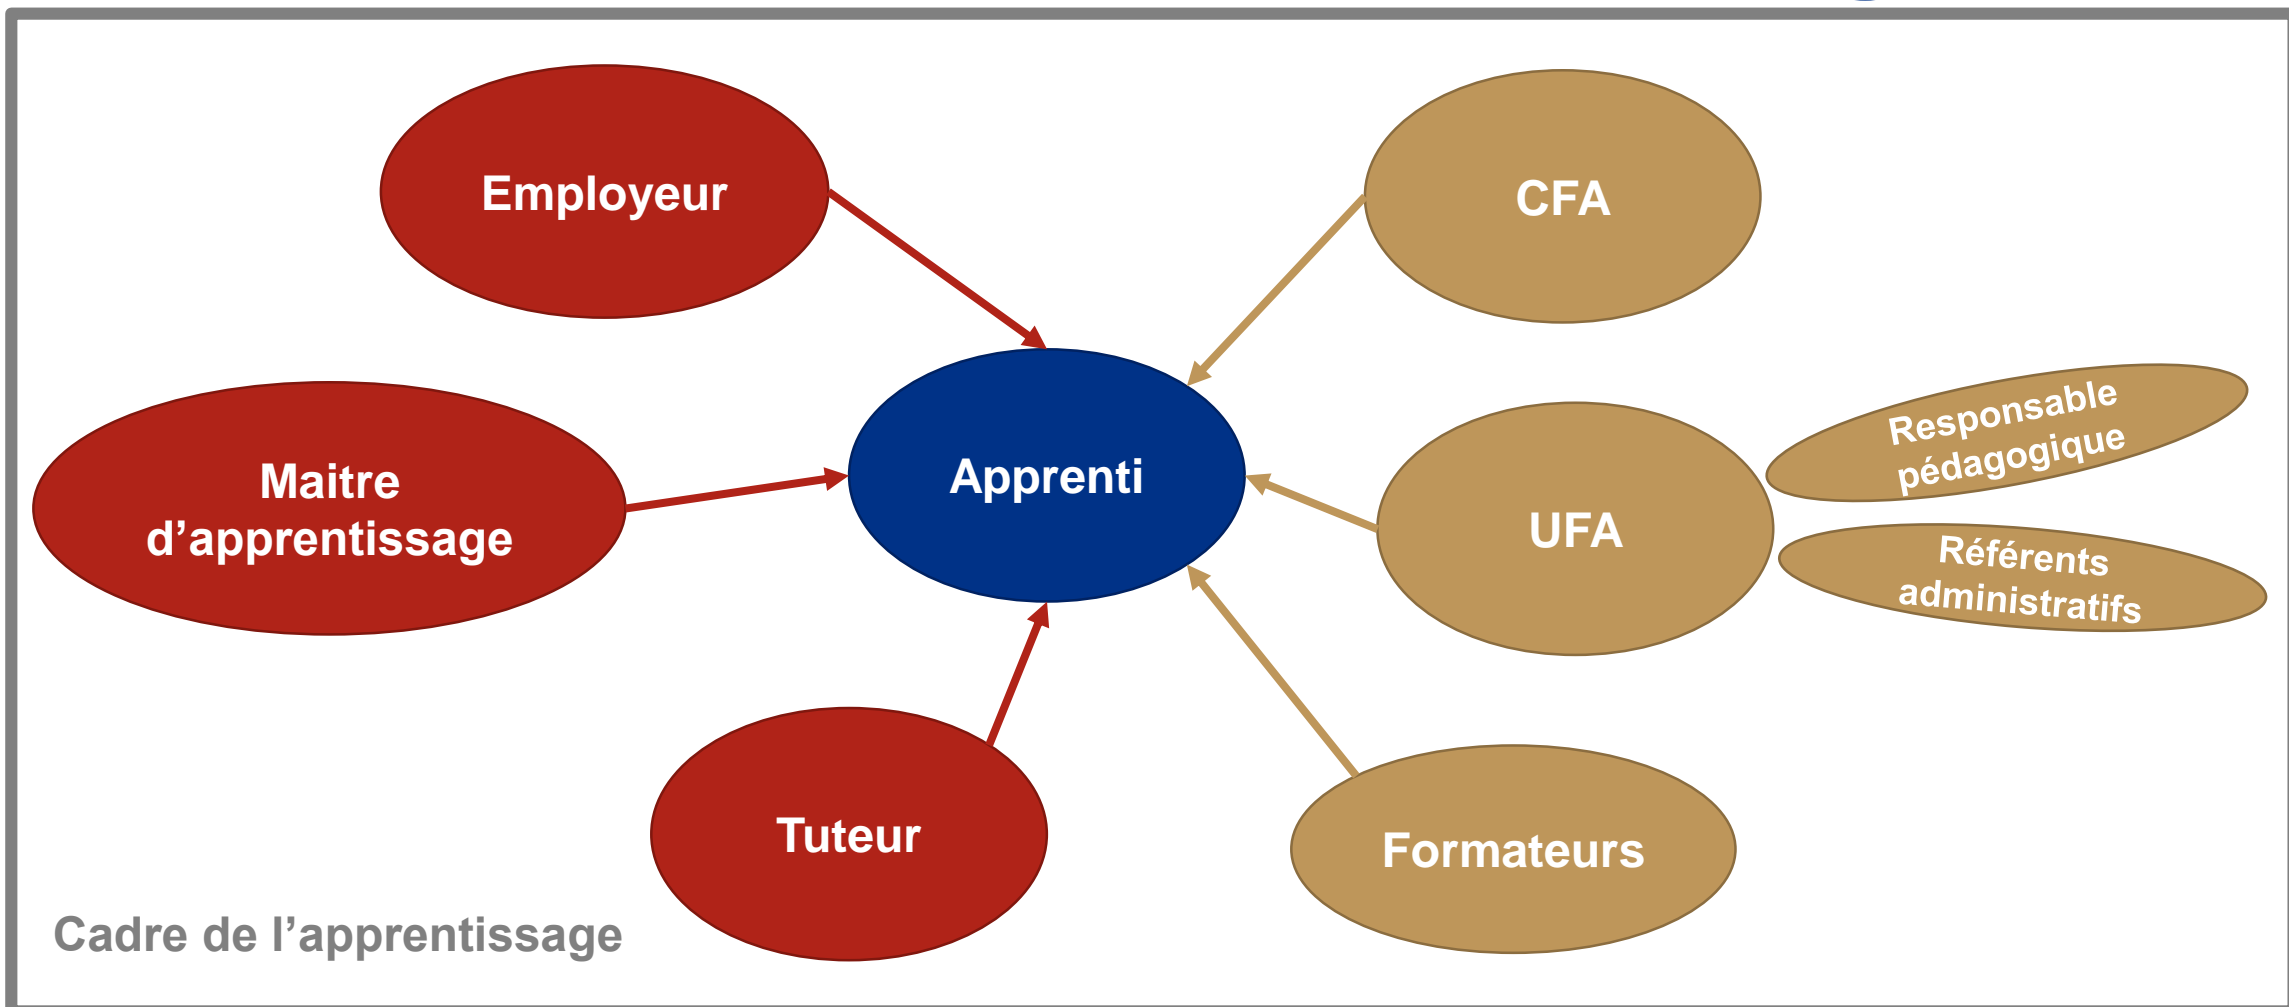 Employeur
CFA
Responsable
pédagogique
Maitre
d’apprentissage
Apprenti
UFA
Référents
administratifs
Tuteur
Formateurs
Cadre de l’apprentissage